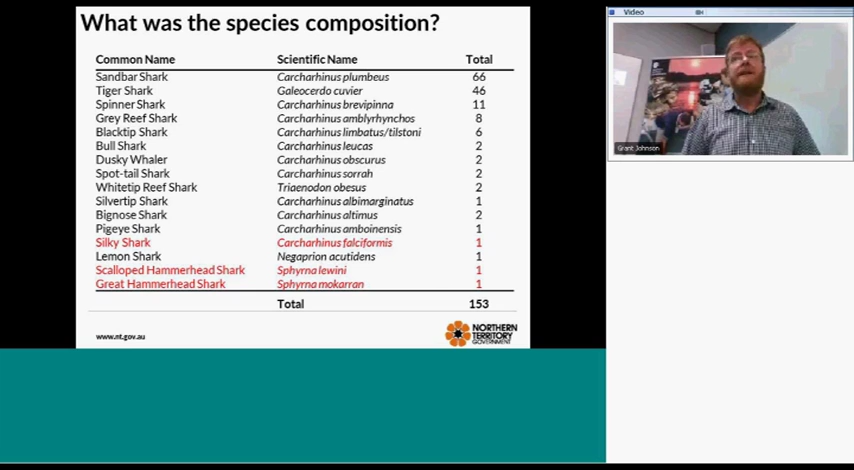 What was the species composition?
Common Name Scientific Name Total
Sandbar Shark Carcharhinus plumbeus 66
Tiger Shark Galeocerdo cuvier 46
Spinner Shark Carcharhinus brevipinna 11
Grey Reef Shark Carcharhinus amblyrhynchos 8
Blacktip Shark Carcharhinus limbatus/tilstoni 6
Bull Shark Carcharhinus leucas 2
Dusky Whaler Carcharhinus obscurus 2
Spot-tail Shark Carcharhinus sorrah 2
Whitetip Reef Shark Triaenodon obesus 2
Silvertip Shark Carcharhinus albimarginatus 1
Bignose Shark Carcharhinus altimus 2
Pigeye Shark Carcharhinus amboinensis 1
Silky Shark Carcharhinus falciformis 1
Lemon Shark Negaprion acutidens 1
Scalloped Hammerhead Shark Sphyrna lewini 1
Great Hammerhead Shark Sphyrna mokarran 1
Total 153
www.nt.gov.au
NORTHERN
TERRITORY
GOVERNMENT
Video
Grant Johnson